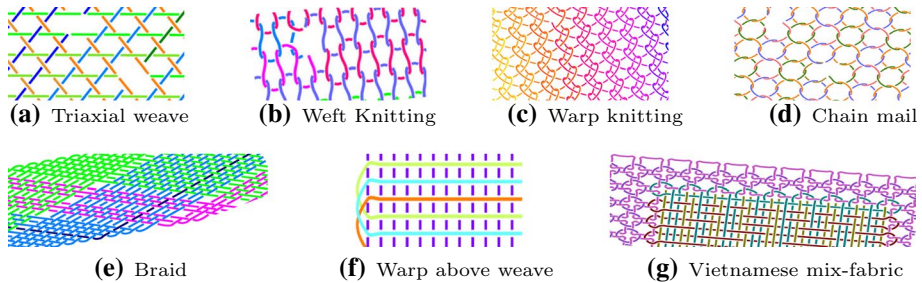 (a) Triaxial weave
(b) Weft Knitting
(c) Warp knitting
(d) Chain mail
(e) Braid
(f) Warp above weave
(g) Vietnamese mix-fabric